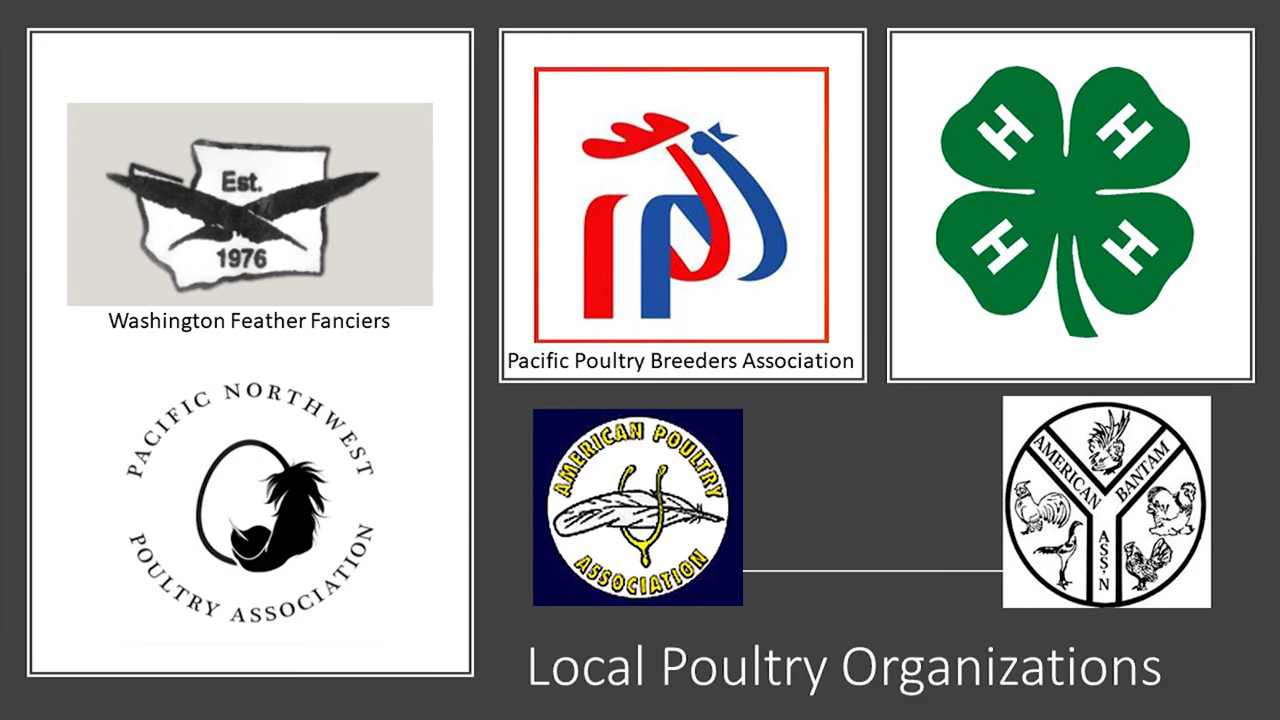 Est.
1976
Washington Feather Fanciers
PACIFIC NORTHWEST
POULTRY ASSOCIATION
Pacific Poultry Breeders Association
H H
H H
AMERICAN POULTRY
ASSOCIATION
AMERICAN
BANTAM
ASS'N
Local Poultry Organizations